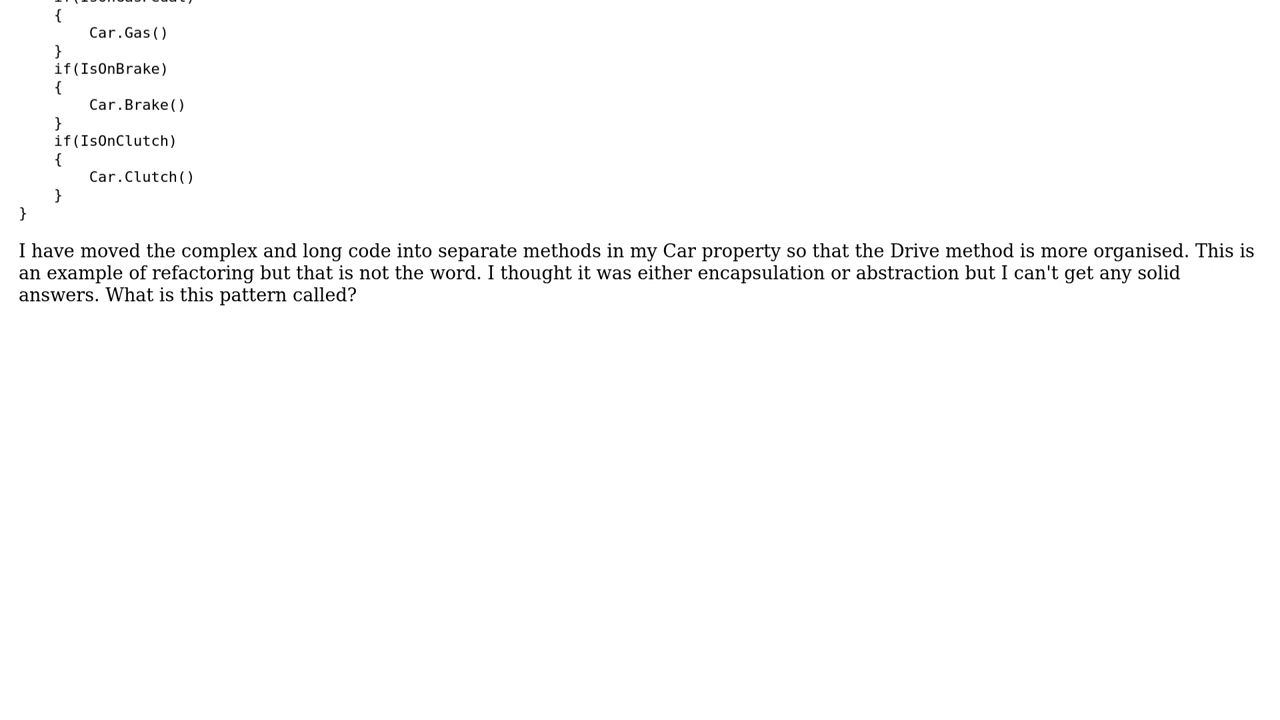 {
Car.Gas()
}
if(IsOnBrake)
{
Car.Brake()
}
if(IsOnClutch)
{
Car.Clutch()
}
}
I have moved the complex and long code into separate methods in my Car property so that the Drive method is more organised. This is
an example of refactoring but that is not the word. I thought it was either encapsulation or abstraction but I can't get any solid
answers. What is this pattern called?